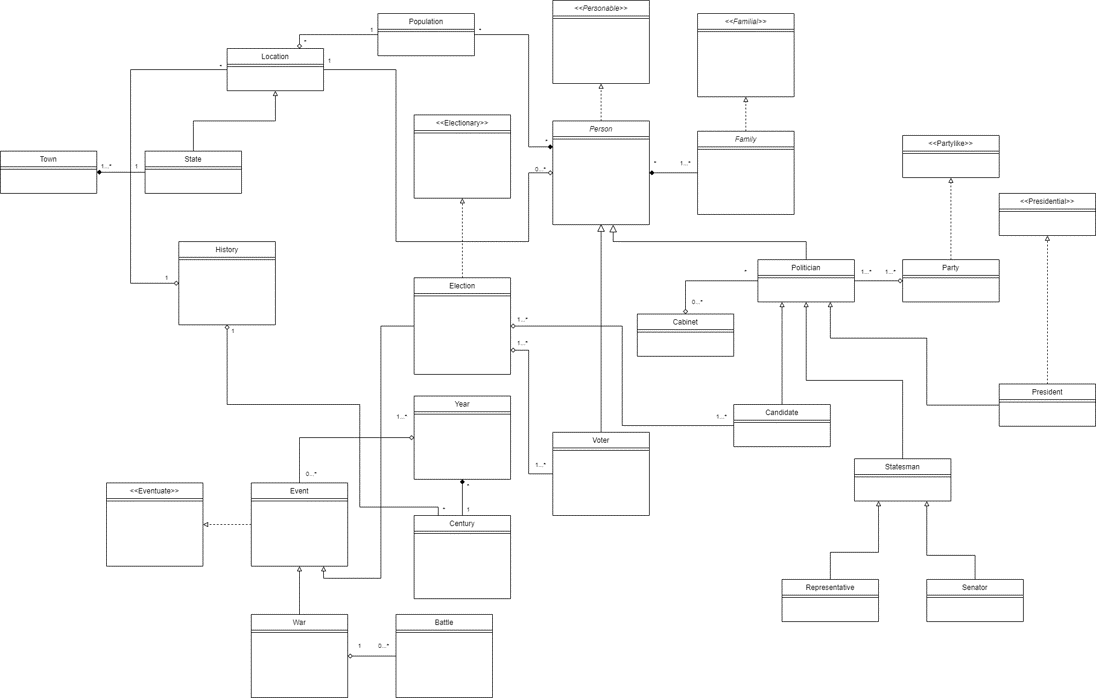 <<Personable>>
<<Familial>>
Population
1
*
*
Location
*
1
<<Electionary>>
Person
*
0...*
*
1...*
Family
<<Partylike>>
Town
1...*
1
State
<<Presidential>>
History
1
1
Election
1...*
1...*
Politician
*
1...*
1...*
Party
0...*
Cabinet
President
Year
1...*
*
1...*
Candidate
Voter
1...*
0...*
Statesman
<<Eventuate>>
Event
*
1
Century
Representative
Senator
War
1
0...*
Battle